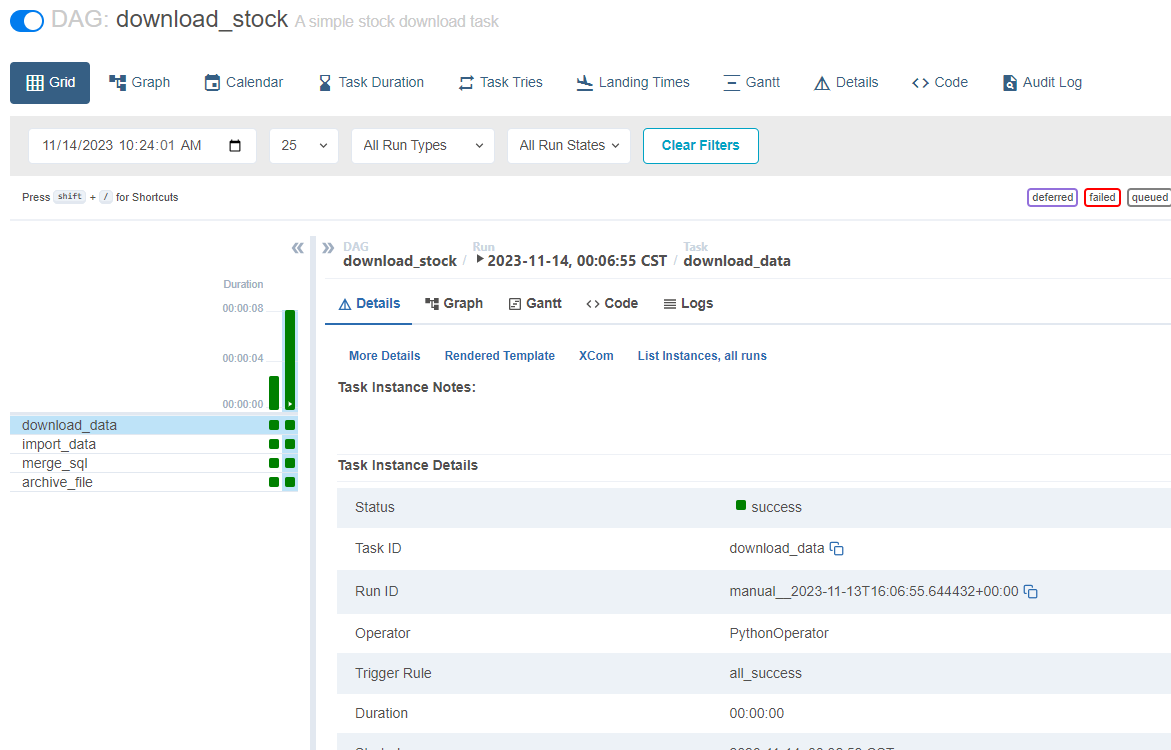 DAG: download_stock A simple stock download task
Grid Graph Calendar Task Duration Task Tries Landing Times Gantt Details Code Audit Log
11/14/2023 10:24:01 AM 25 All Run Types All Run States Clear Filters
Press shift + / for Shortcuts deferred failed queued
DAG Run Task
download_stock / 2023-11-14, 00:06:55 CST / download_data
Duration
00:00:08
00:00:04
00:00:00
download_data
import_data
merge_sql
archive_file
Details Graph Gantt Code Logs
More Details Rendered Template XCom List Instances, all runs
Task Instance Notes:
Task Instance Details
Status success
Task ID download_data
Run ID manual__2023-11-13T16:06:55.644432+00:00
Operator PythonOperator
Trigger Rule all_success
Duration 00:00:00